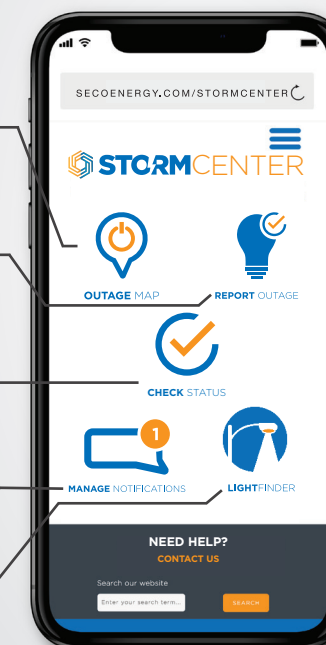 SECOENERGY.COM/STORMCENTER
STORMCENTER
OUTAGE MAP
REPORT OUTAGE
CHECK STATUS
1
MANAGE NOTIFICATIONS
LIGHTFINDER
NEED HELP?
CONTACT US
Search our website
Enter your search term...
SEARCH